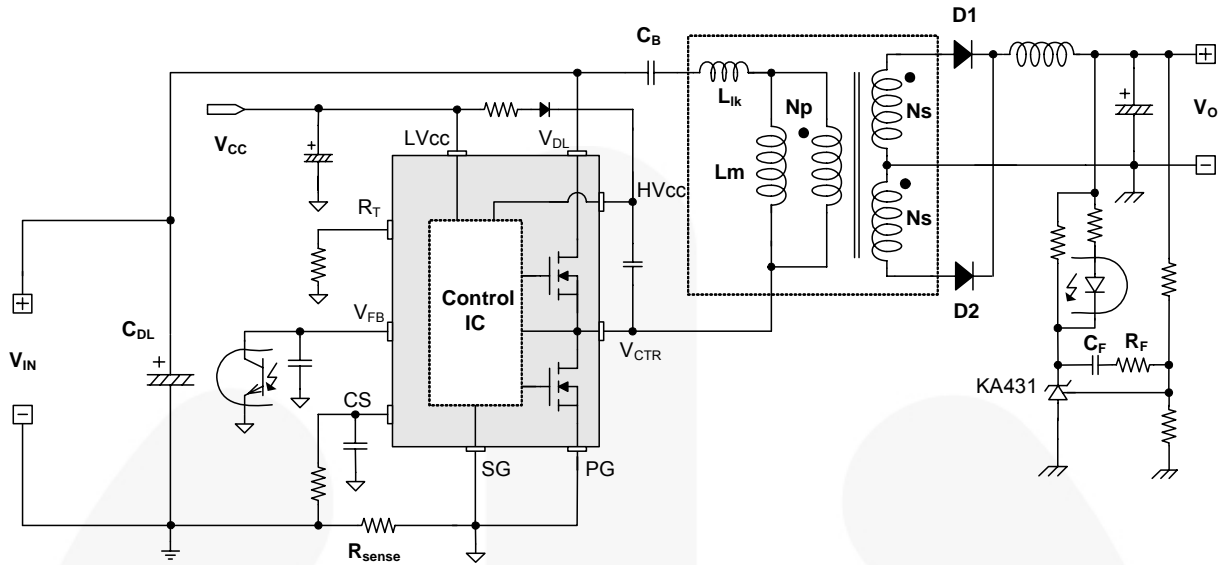 D1
C_B
L_lk
Np
Ns
V_O
+
V_CC
+
LVcc
V_DL
+
Lm
HVcc
R_T
Ns
Control
IC
V_FB
V_CTR
D2
+
C_DL
+
V_IN
C_F
R_F
KA431
CS
SG
PG
R_sense